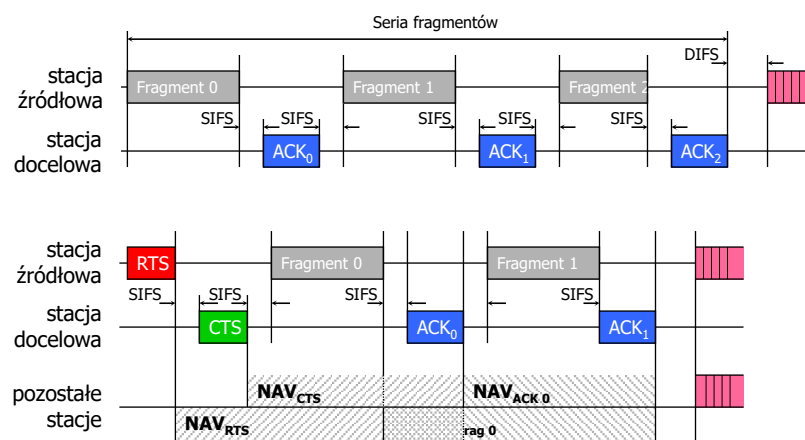 Seria fragmentów
DIFS
stacja
źródłowa
Fragment 0
Fragment 1
Fragment 2
SIFS
SIFS
SIFS
SIFS
SIFS
stacja
docelowa
ACK0
ACK1
ACK2
stacja
źródłowa
RTS
Fragment 0
Fragment 1
SIFS
SIFS
SIFS
SIFS
stacja
docelowa
CTS
ACK0
ACK1
pozostałe
stacje
NAVCTS
NAVACK 0
NAVRTS
rag 0